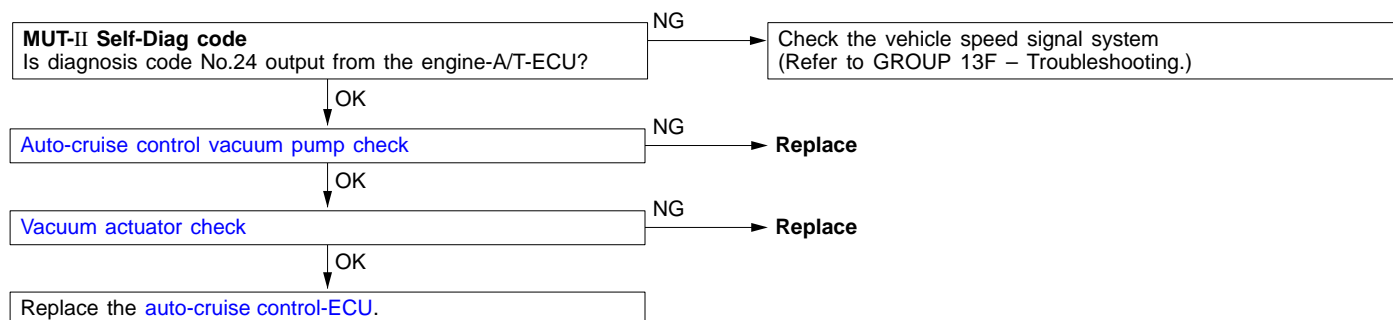 MUT-II Self-Diag code
Is diagnosis code No.24 output from the engine-A/T-ECU?
NG
Check the vehicle speed signal system
(Refer to GROUP 13F – Troubleshooting.)
OK
Auto-cruise control vacuum pump check
NG
Replace
OK
Vacuum actuator check
NG
Replace
OK
Replace the auto-cruise control-ECU.